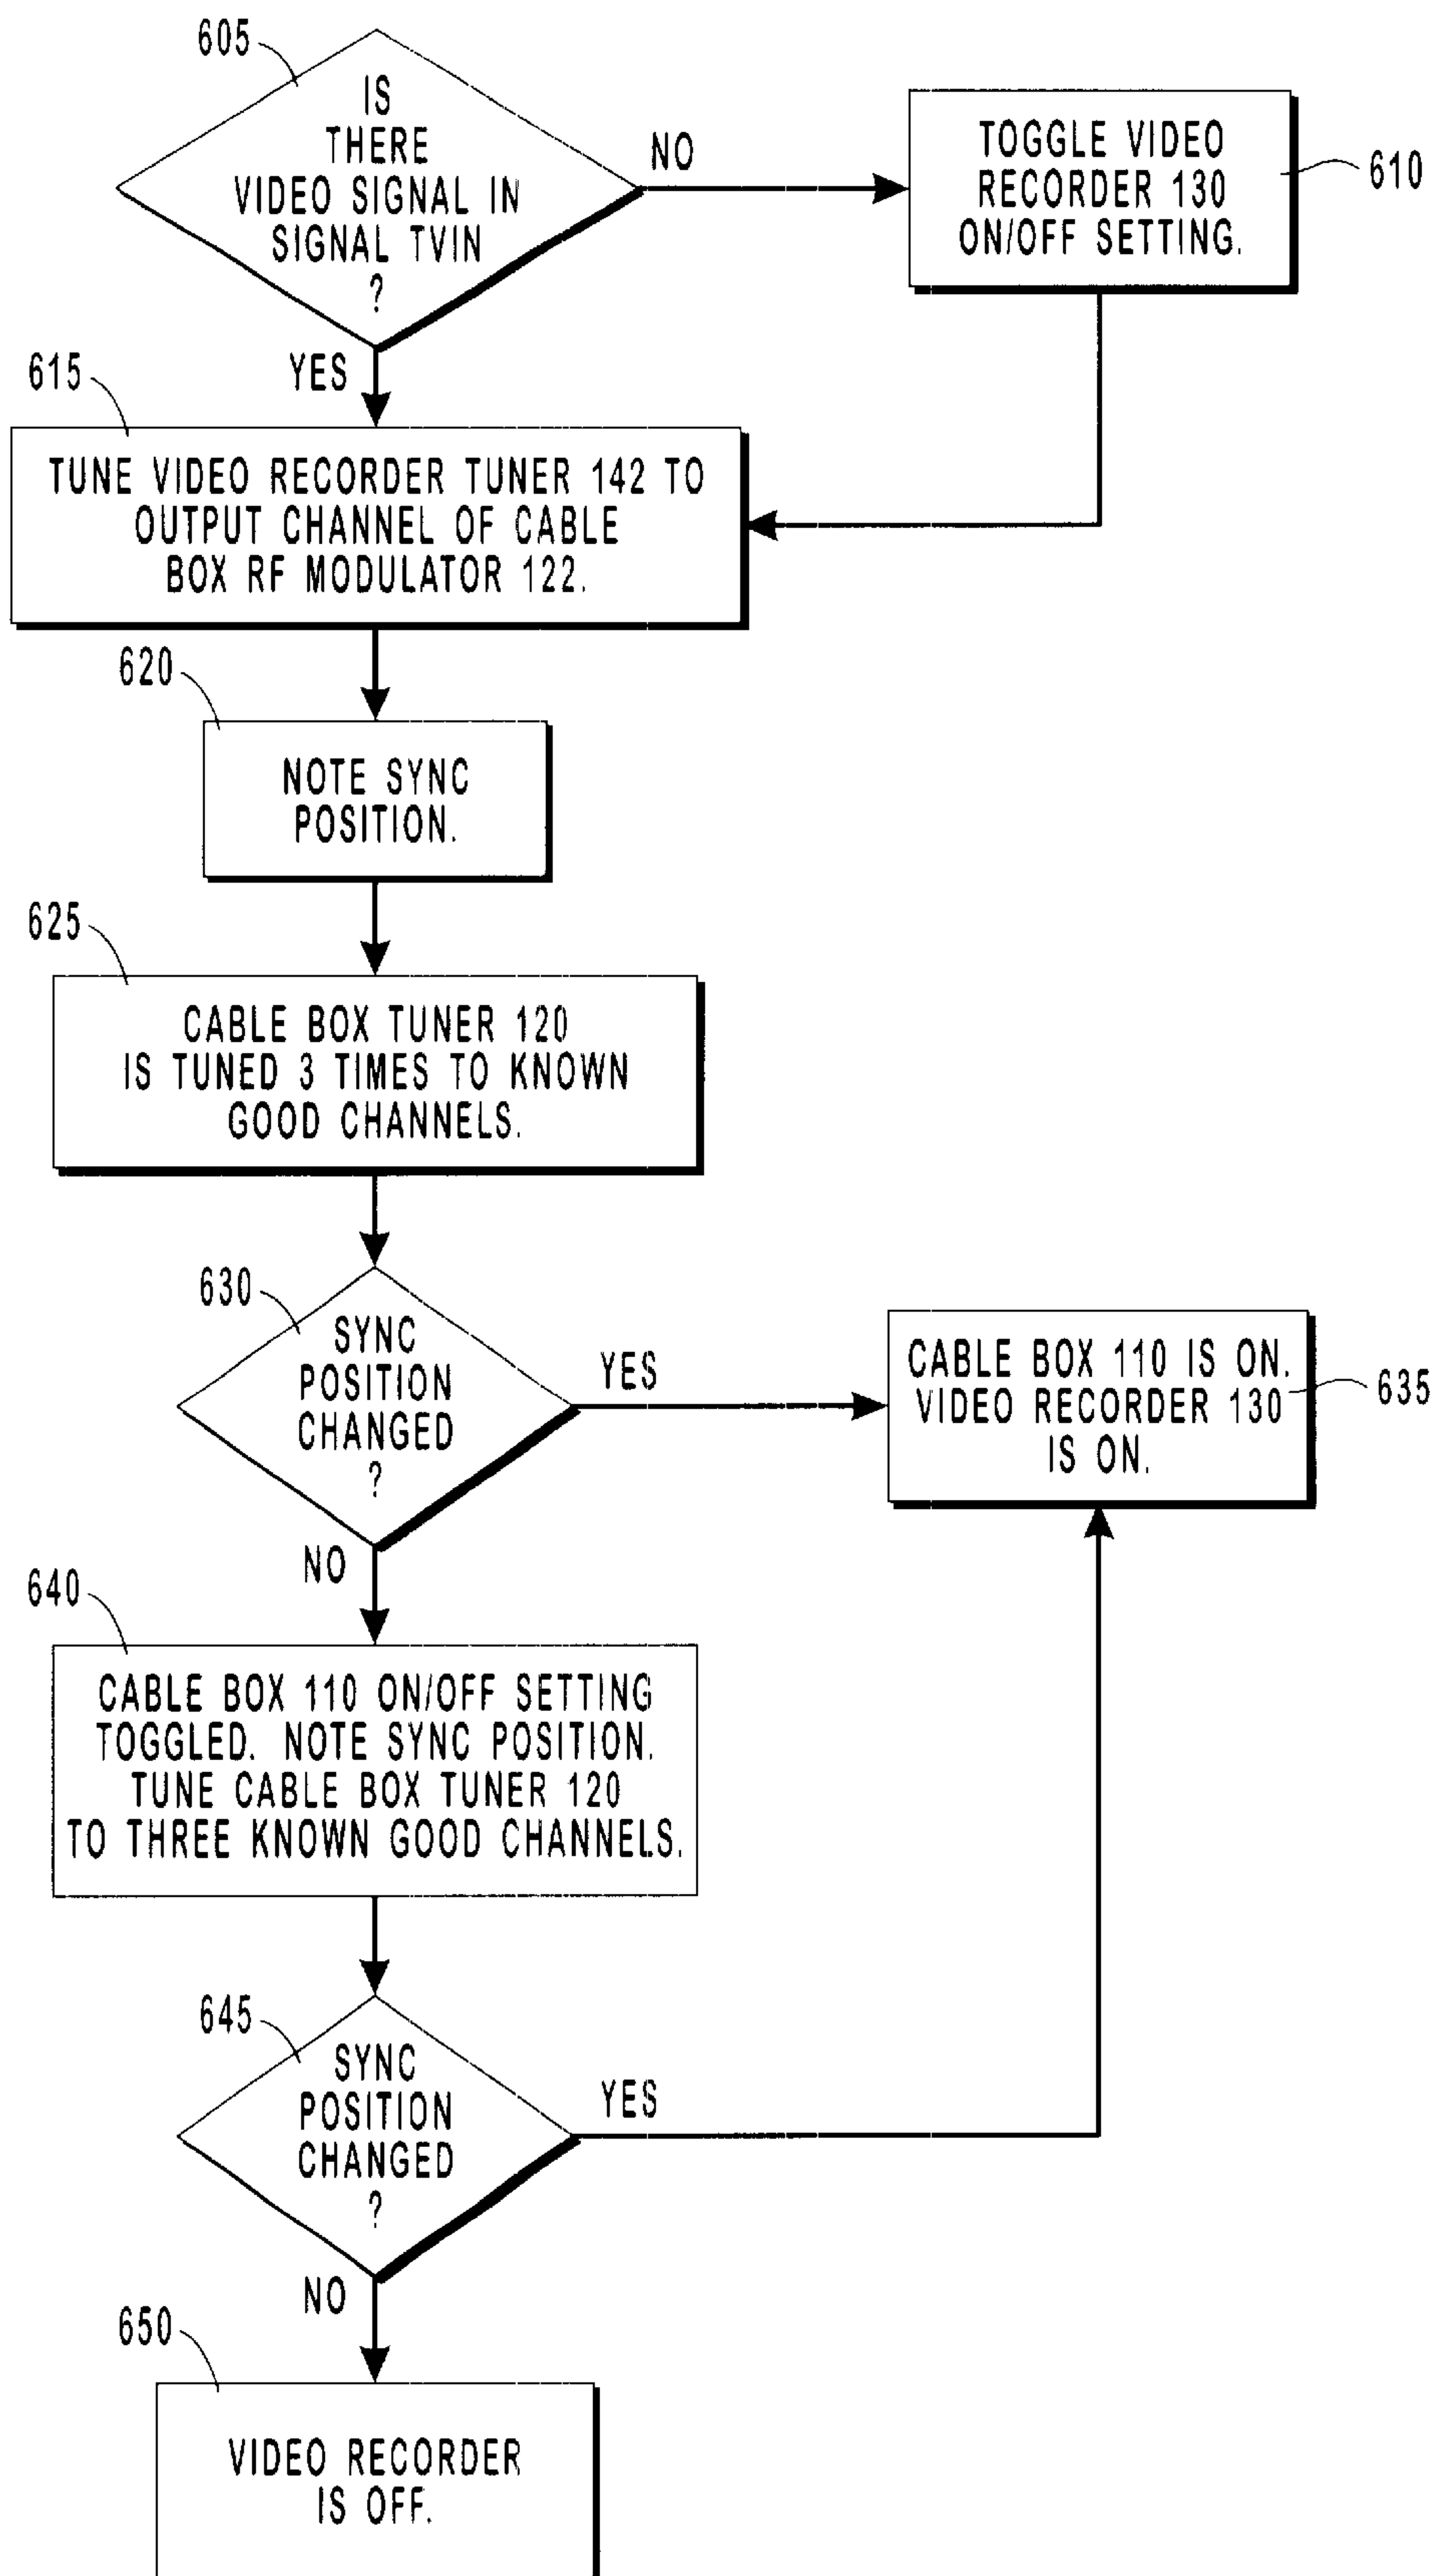 605
IS
THERE
VIDEO SIGNAL IN
SIGNAL TVIN
?
NO
TOGGLE VIDEO
RECORDER 130
ON/OFF SETTING.
610
YES
615
TUNE VIDEO RECORDER TUNER 142 TO
OUTPUT CHANNEL OF CABLE
BOX RF MODULATOR 122.
620
NOTE SYNC
POSITION.
625
CABLE BOX TUNER 120
IS TUNED 3 TIMES TO KNOWN
GOOD CHANNELS.
630
SYNC
POSITION
CHANGED
?
YES
CABLE BOX 110 IS ON.
VIDEO RECORDER 130
IS ON.
635
NO
640
CABLE BOX 110 ON/OFF SETTING
TOGGLED. NOTE SYNC POSITION.
TUNE CABLE BOX TUNER 120
TO THREE KNOWN GOOD CHANNELS.
645
SYNC
POSITION
CHANGED
?
YES
NO
650
VIDEO RECORDER
IS OFF.